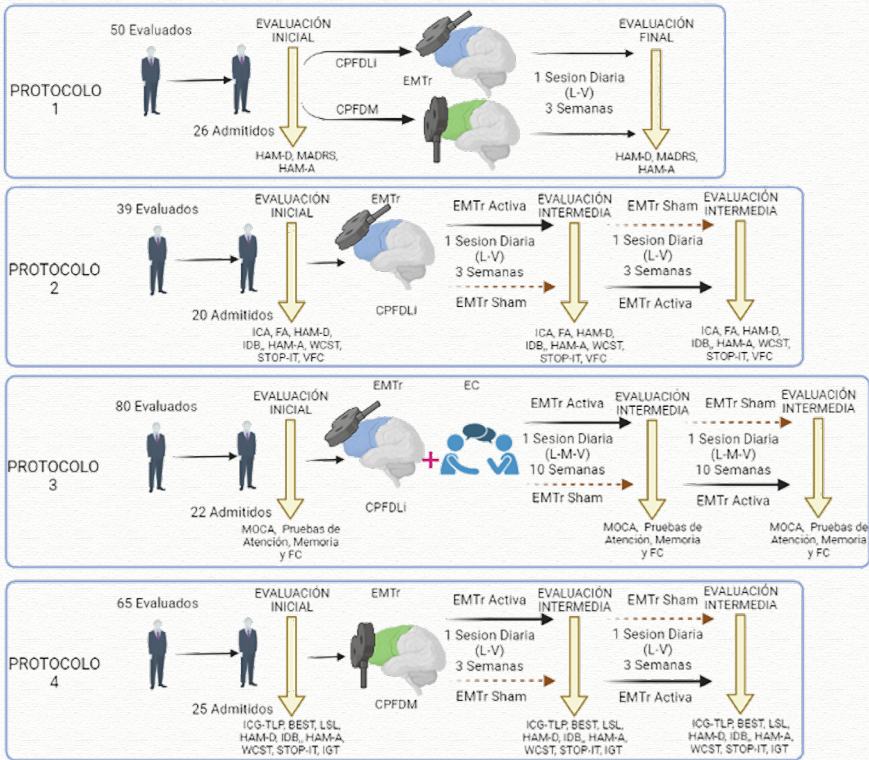 PROTOCOLO
1
50 Evaluados
26 Admitidos
EVALUACIÓN
INICIAL
HAM-D, MADRS,
HAM-A
CPFDLi
CPFDM
EMTr
1 Sesion Diaria
(L-V)
3 Semanas
EVALUACIÓN
FINAL
HAM-D, MADRS,
HAM-A
PROTOCOLO
2
39 Evaluados
20 Admitidos
EVALUACIÓN
INICIAL
ICA, FA, HAM-D,
IDB,, HAM-A, WCST,
STOP-IT, VFC
EMTr
CPFDLi
EMTr Activa
1 Sesion Diaria
(L-V)
3 Semanas
EMTr Sham
EVALUACIÓN
INTERMEDIA
ICA, FA, HAM-D,
IDB,, HAM-A, WCST,
STOP-IT, VFC
EMTr Sham
1 Sesion Diaria
(L-V)
3 Semanas
EMTr Activa
EVALUACIÓN
INTERMEDIA
ICA, FA, HAM-D,
IDB,, HAM-A, WCST,
STOP-IT, VFC
PROTOCOLO
3
80 Evaluados
22 Admitidos
EVALUACIÓN
INICIAL
MOCA, Pruebas de
Atención, Memoria
y FC
EMTr
CPFDLi
+
EC
EMTr Activa
1 Sesion Diaria
(L-M-V)
10 Semanas
EMTr Sham
EVALUACIÓN
INTERMEDIA
MOCA, Pruebas de
Atención, Memoria
y FC
EMTr Sham
1 Sesion Diaria
(L-M-V)
10 Semanas
EMTr Activa
EVALUACIÓN
INTERMEDIA
MOCA, Pruebas de
Atención, Memoria
y FC
PROTOCOLO
4
65 Evaluados
25 Admitidos
EVALUACIÓN
INICIAL
ICG-TLP, BEST, LSL,
HAM-D, IDB,, HAM-A,
WCST, STOP-IT, IGT
EMTr
CPFDM
EMTr Activa
1 Sesion Diaria
(L-V)
3 Semanas
EMTr Sham
EVALUACIÓN
INTERMEDIA
ICG-TLP, BEST, LSL,
HAM-D, IDB,, HAM-A,
WCST, STOP-IT, IGT
EMTr Sham
1 Sesion Diaria
(L-V)
3 Semanas
EMTr Activa
EVALUACIÓN
INTERMEDIA
ICG-TLP, BEST, LSL,
HAM-D, IDB,, HAM-A,
WCST, STOP-IT, IGT